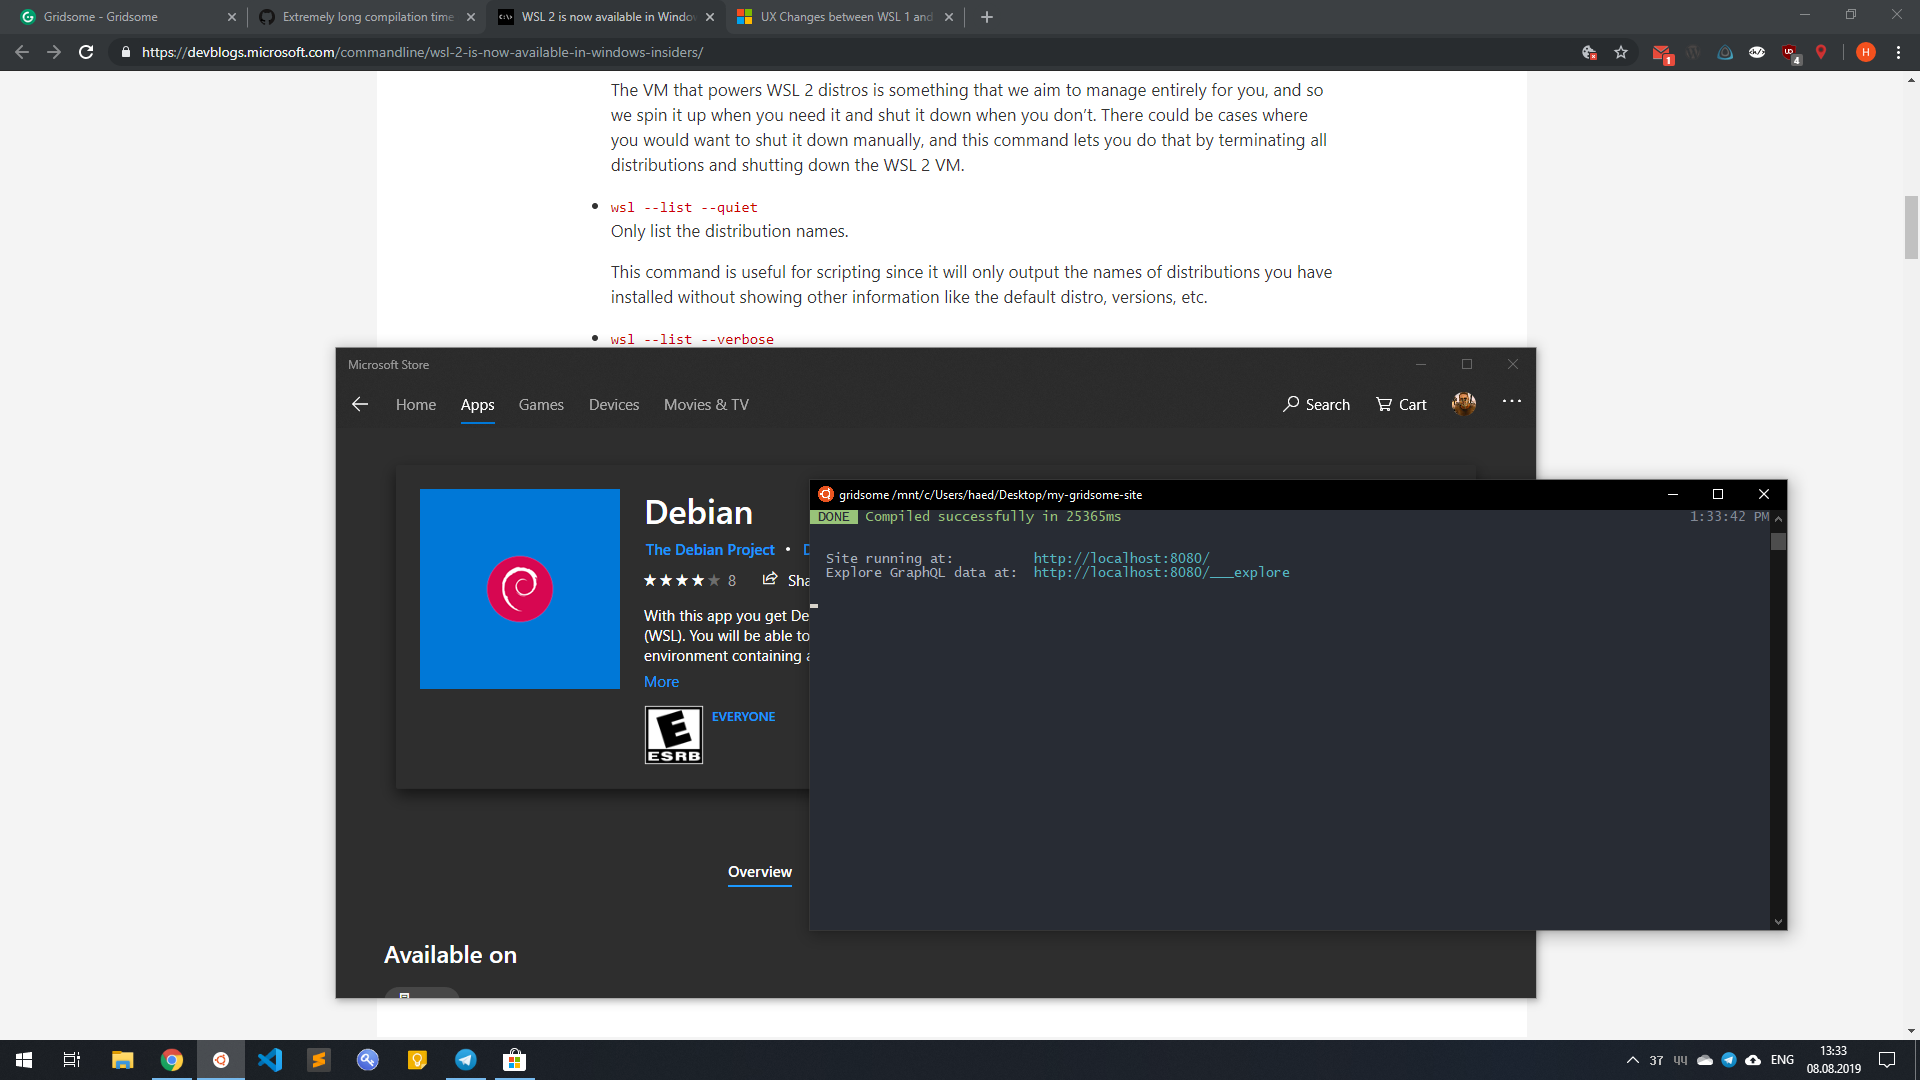 Gridsome - Gridsome
Extremely long compilation time
WSL 2 is now available in Windo
UX Changes between WSL 1 and
https://devblogs.microsoft.com/commandline/wsl-2-is-now-available-in-windows-insiders/
1
4
H
The VM that powers WSL 2 distros is something that we aim to manage entirely for you, and so
we spin it up when you need it and shut it down when you don’t. There could be cases where
you would want to shut it down manually, and this command lets you do that by terminating all
distributions and shutting down the WSL 2 VM.
wsl --list --quiet
Only list the distribution names.
This command is useful for scripting since it will only output the names of distributions you have
installed without showing other information like the default distro, versions, etc.
wsl --list --verbose
Microsoft Store
Home
Apps
Games
Devices
Movies & TV
Search
Cart
Debian
The Debian Project • D
8
Sha
With this app you get De
(WSL). You will be able to
environment containing a
More
E
ESRB
EVERYONE
Overview
Available on
gridsome /mnt/c/Users/haed/Desktop/my-gridsome-site
DONE Compiled successfully in 25365ms
1:33:42 PM
Site running at: http://localhost:8080/
Explore GraphQL data at: http://localhost:8080/___explore
37
ENG
13:33
08.08.2019